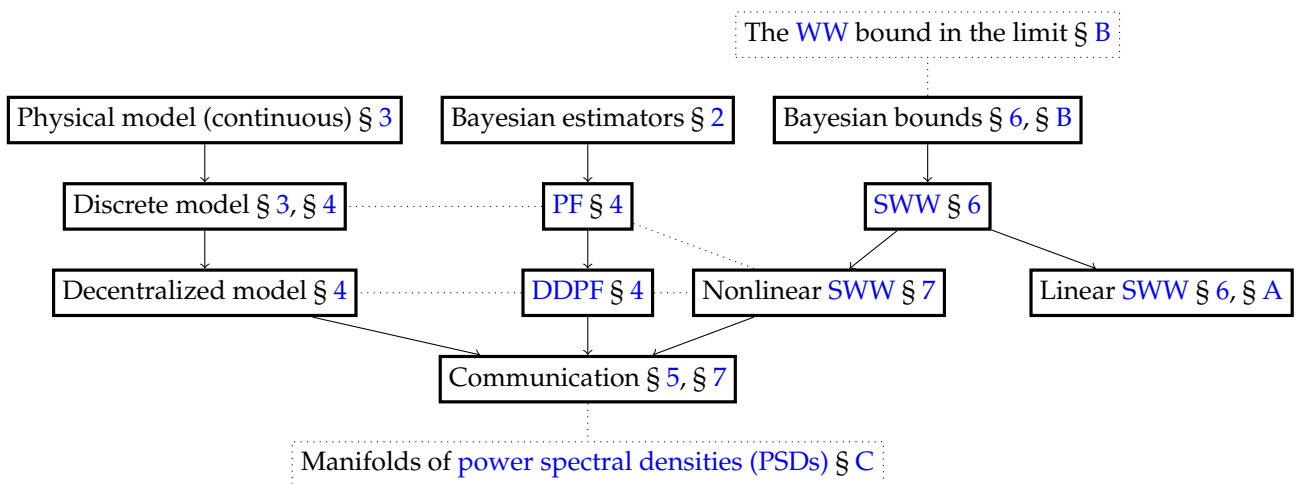 The WW bound in the limit § B
Physical model (continuous) § 3
Bayesian estimators § 2
Bayesian bounds § 6, § B
Discrete model § 3, § 4
PF § 4
SWW § 6
Decentralized model § 4
DDPF § 4
Nonlinear SWW § 7
Linear SWW § 6, § A
Communication § 5, § 7
Manifolds of power spectral densities (PSDs) § C